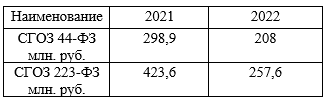 Наименование 2021 2022
СГОЗ 44-ФЗ 298,9 208
млн. руб.
СГОЗ 223-ФЗ 423,6 257,6
млн. руб.